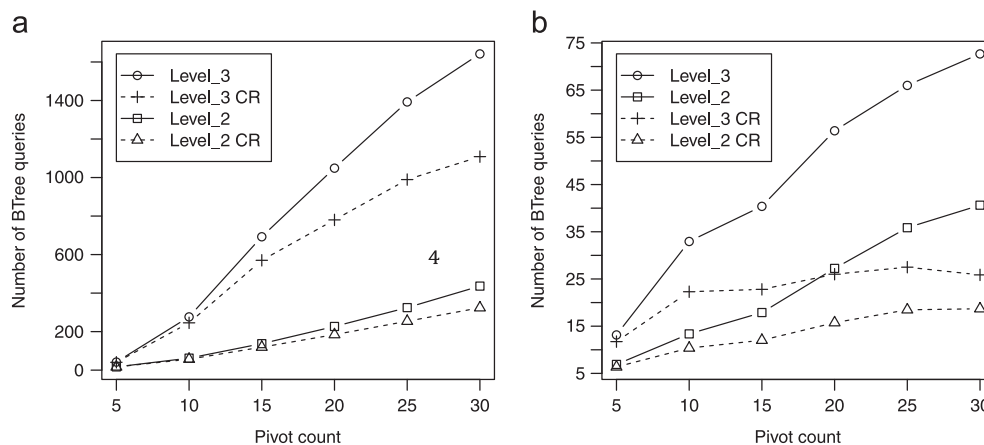 a
Number of BTree queries
1400
1000
600
200
0
Level_3
Level_3 CR
Level_2
Level_2 CR
4
5 10 15 20 25 30
Pivot count
b
Number of BTree queries
75
65
55
45
35
25
15
5
Level_3
Level_2
Level_3 CR
Level_2 CR
5 10 15 20 25 30
Pivot count